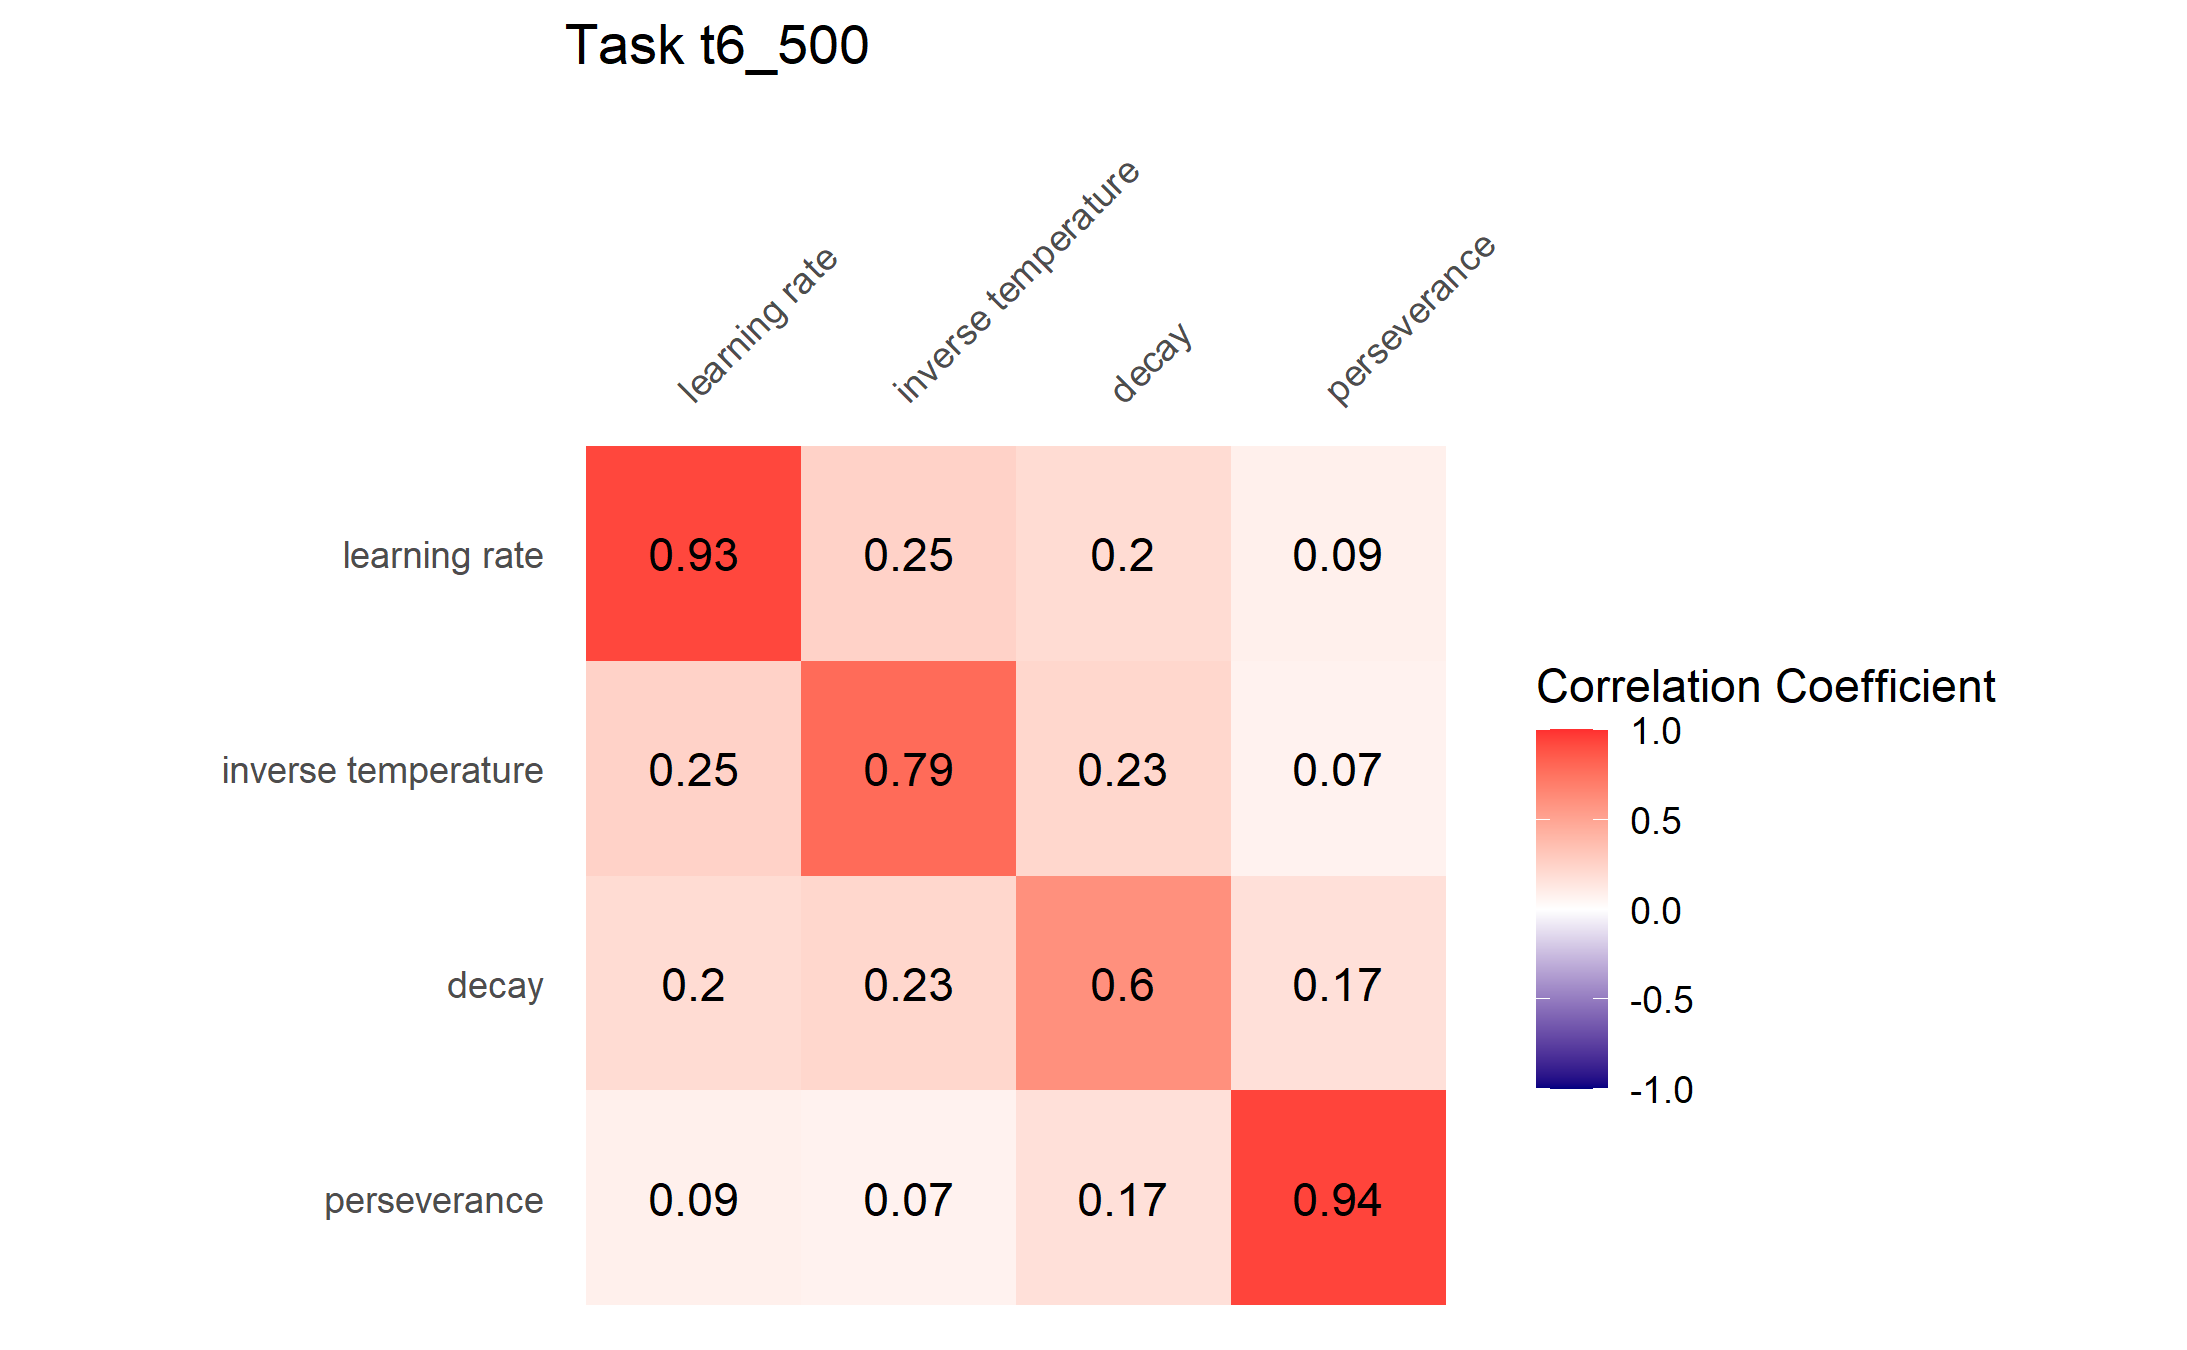 Task t6_500
learning rate
inverse temperature
decay
perseverance
learning rate
0.93
0.25
0.2
0.09
inverse temperature
0.25
0.79
0.23
0.07
decay
0.2
0.23
0.6
0.17
perseverance
0.09
0.07
0.17
0.94
Correlation Coefficient
1.0
0.5
0.0
-0.5
-1.0